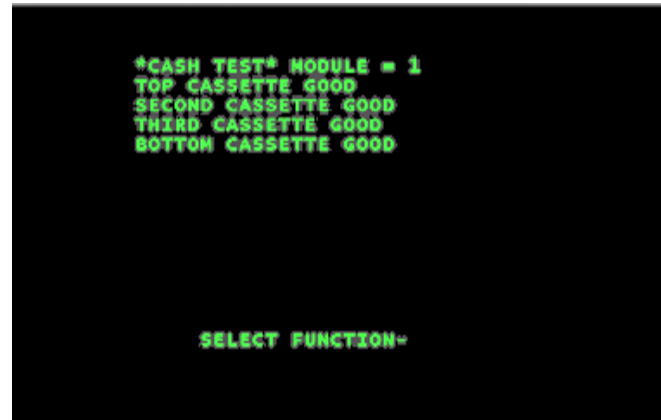 *CASH TEST* MODULE = 1
TOP CASSETTE GOOD
SECOND CASSETTE GOOD
THIRD CASSETTE GOOD
BOTTOM CASSETTE GOOD
SELECT FUNCTION-